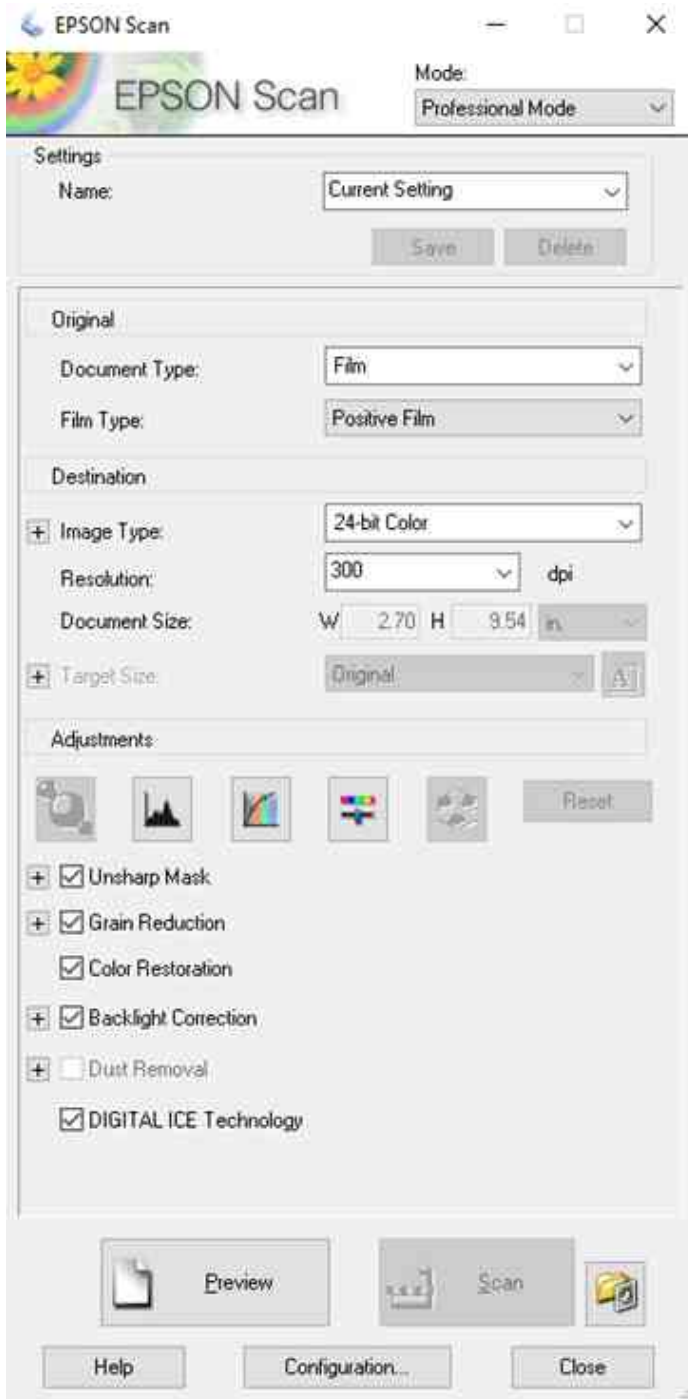 EPSON Scan
EPSON Scan
Mode:
Professional Mode
Settings
Name:
Current Setting
Save
Delete
Original
Document Type:
Film
Film Type:
Positive Film
Destination
Image Type:
24-bit Color
Resolution:
300
dpi
Document Size:
W 2.70 H 9.54 in.
Target Size:
Original
Adjustments
Reset
Unsharp Mask
Grain Reduction
Color Restoration
Backlight Correction
Dust Removal
DIGITAL ICE Technology
Preview
Scan
Help
Configuration...
Close